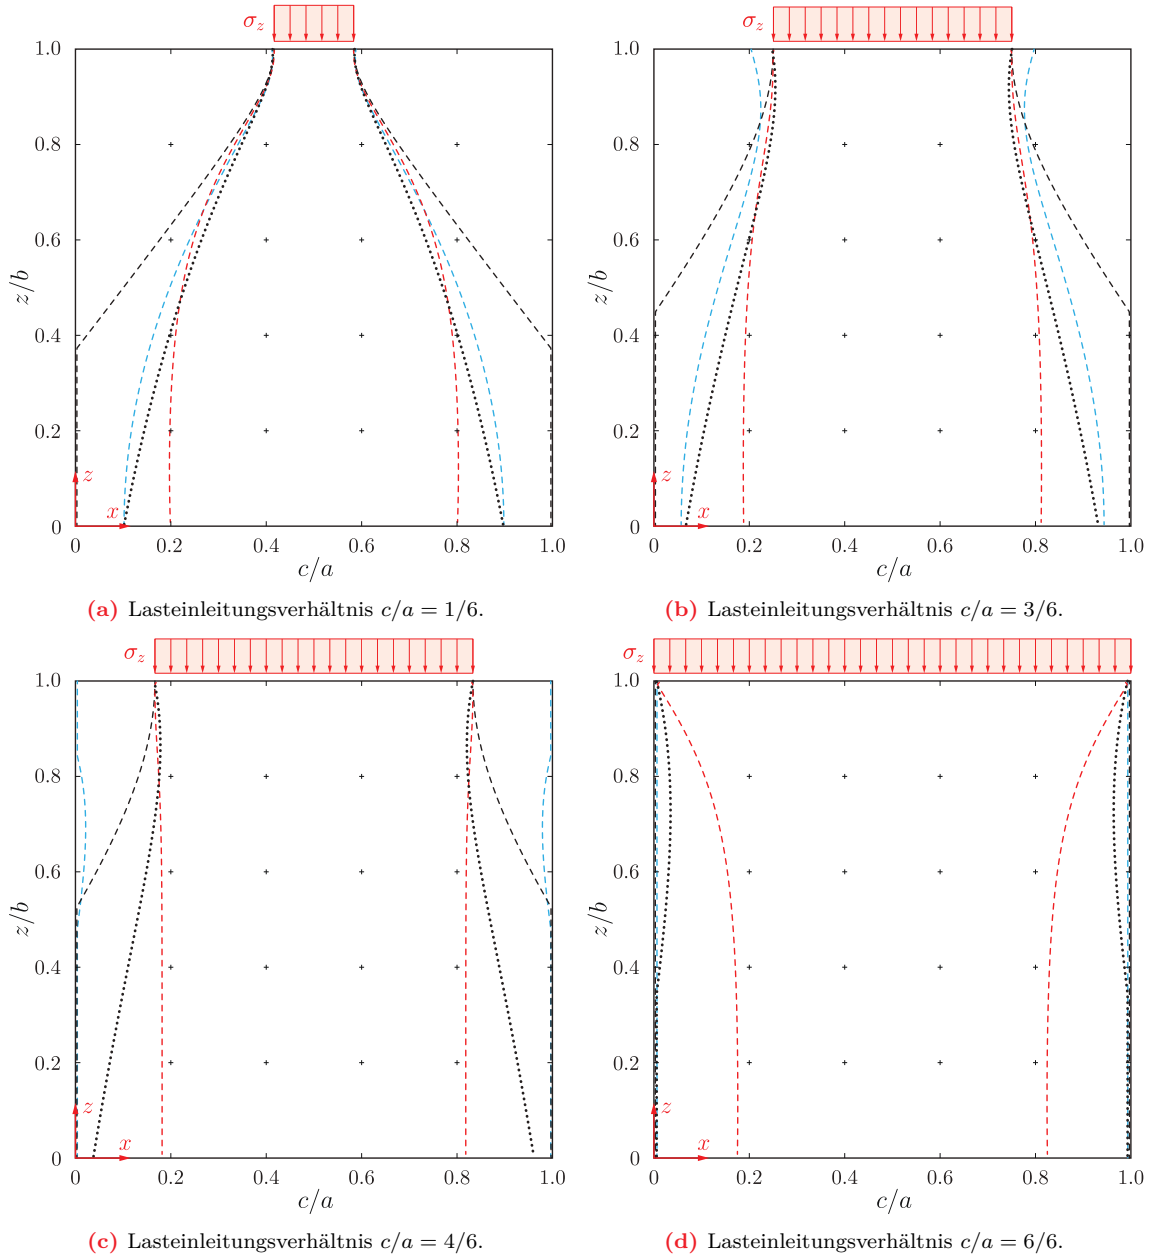 σz
1.0
0.8
0.6
0.4
0.2
0
z/b
z
x
0 0.2 0.4 0.6 0.8 1.0
c/a
(a) Lasteinleitungsverhältnis c/a = 1/6.
σz
1.0
0.8
0.6
0.4
0.2
0
z/b
z
x
0 0.2 0.4 0.6 0.8 1.0
c/a
(b) Lasteinleitungsverhältnis c/a = 3/6.
σz
1.0
0.8
0.6
0.4
0.2
0
z/b
z
x
0 0.2 0.4 0.6 0.8 1.0
c/a
(c) Lasteinleitungsverhältnis c/a = 4/6.
σz
1.0
0.8
0.6
0.4
0.2
0
z/b
z
x
0 0.2 0.4 0.6 0.8 1.0
c/a
(d) Lasteinleitungsverhältnis c/a = 6/6.